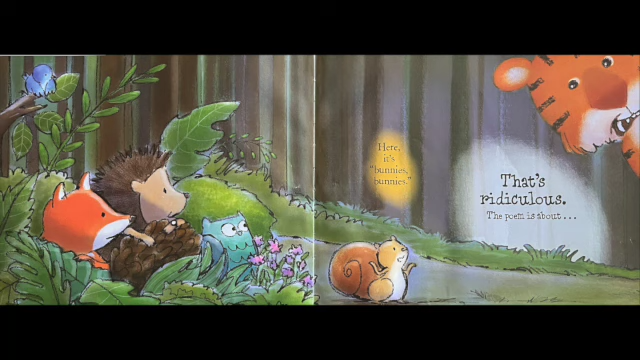 Here,
it's
"bunnies,
bunnies."
That's
ridiculous.
The poem is about . . .